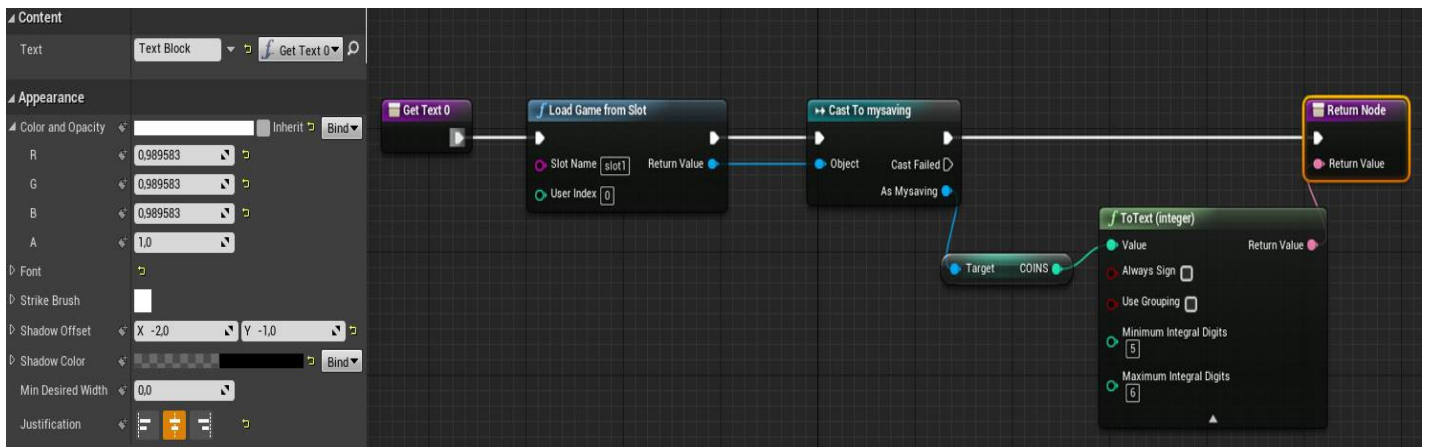 Content
Text
Text Block
Get Text 0
Appearance
Color and Opacity
Inherit
Bind
R
0,989583
G
0,989583
B
0,989583
A
1,0
Font
Strike Brush
Shadow Offset
X -2,0
Y -1,0
Shadow Color
Bind
Min Desired Width
0,0
Justification
Get Text 0
f Load Game from Slot
Slot Name slot1
Return Value
User Index 0
Cast To mysaving
Object
Cast Failed
As Mysaving
Target
COINS
f ToText (integer)
Value
Return Value
Always Sign
Use Grouping
Minimum Integral Digits
5
Maximum Integral Digits
6
Return Node
Return Value